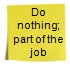 Do
nothing;
part of the
job